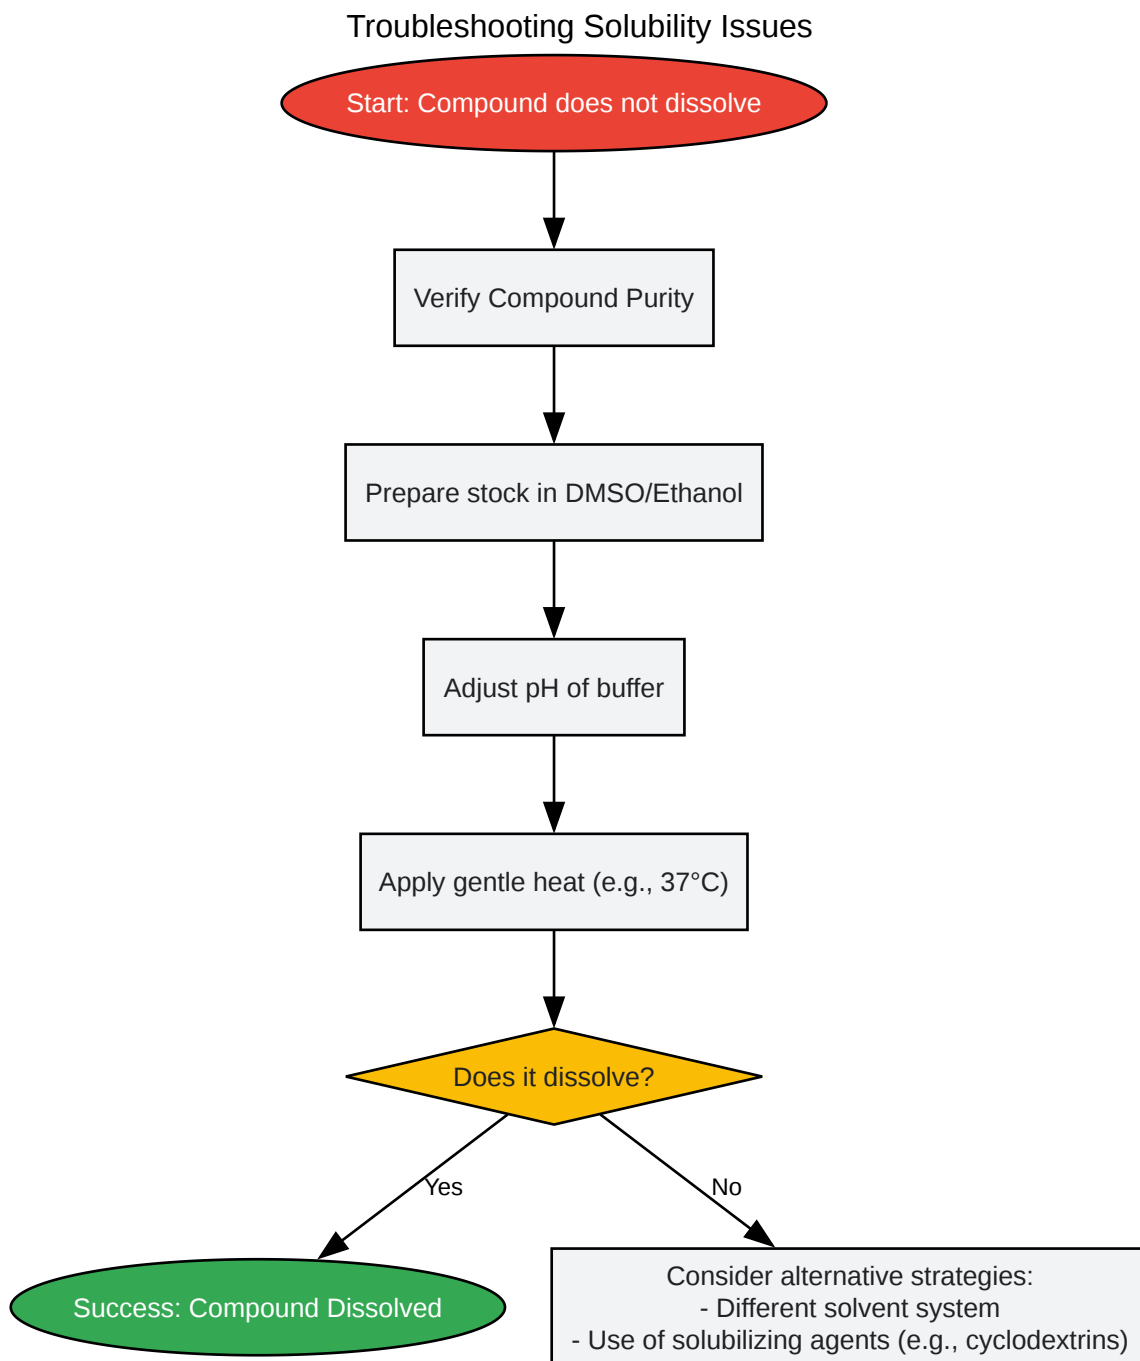 Troubleshooting Solubility Issues
Start: Compound does not dissolve
Verify Compound Purity
Prepare stock in DMSO/Ethanol
Adjust pH of buffer
Apply gentle heat (e.g., 37°C)
Does it dissolve?
Yes
No
Success: Compound Dissolved
Consider alternative strategies:
- Different solvent system
- Use of solubilizing agents (e.g., cyclodextrins)